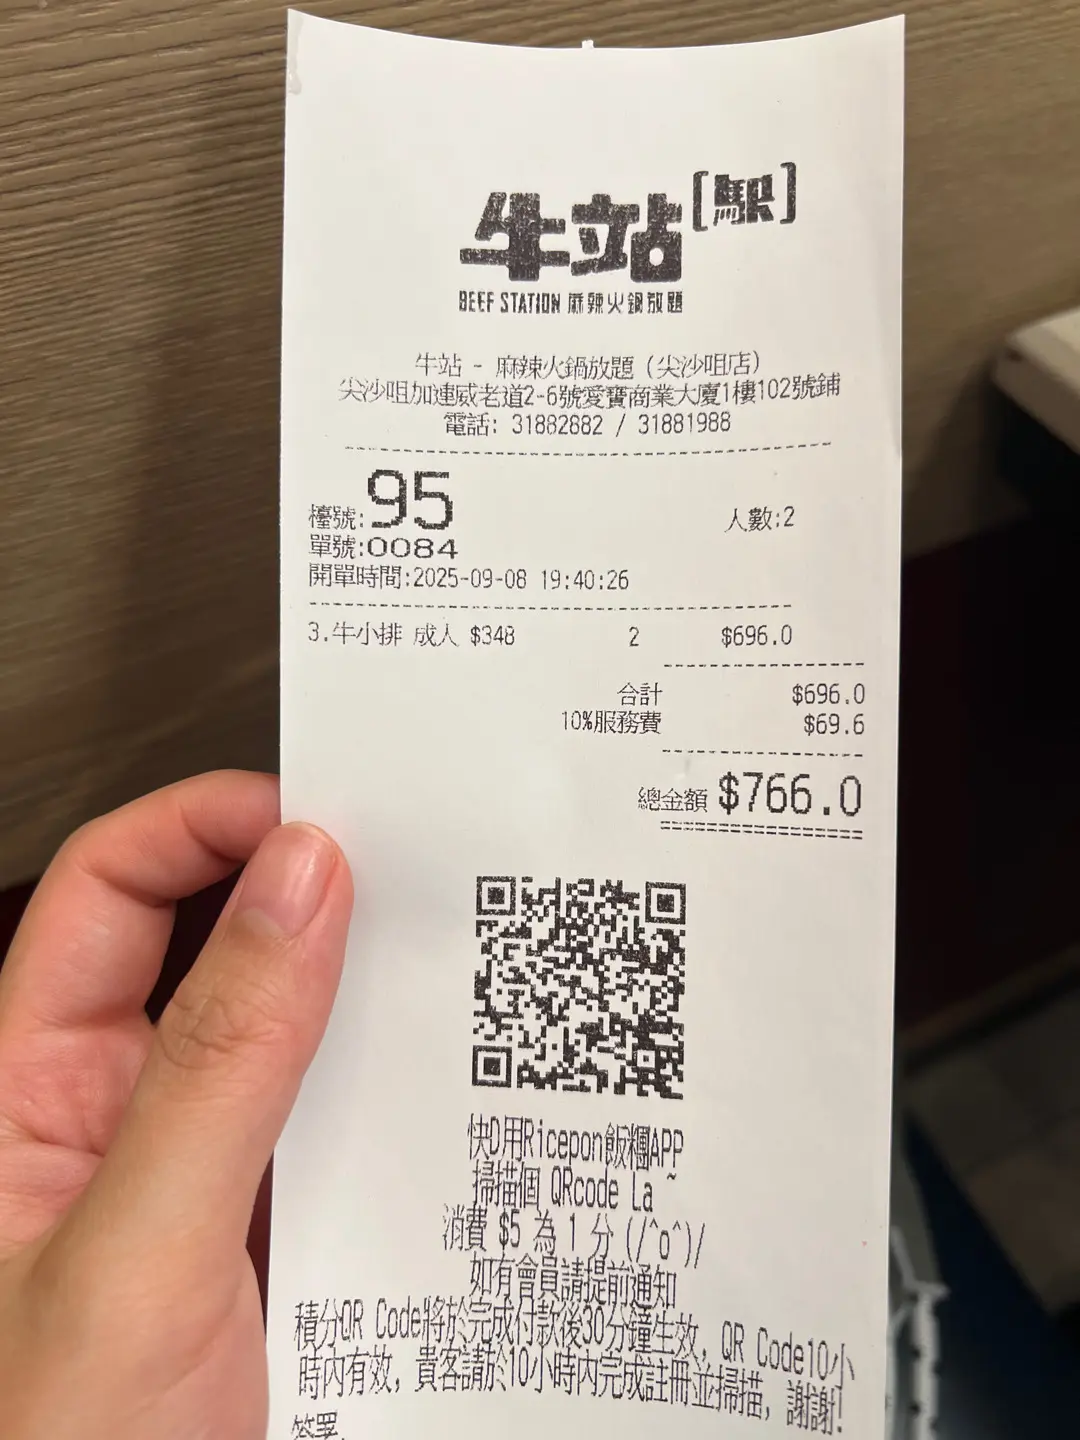 牛站[駅]
BEEF STATION 麻辣火鍋放題
牛站 - 麻辣火鍋放題 (尖沙咀店)
尖沙咀加連威老道2-6號愛賓商業大廈1樓102號鋪
電話: 31882882 / 31881988
檯號:95 人數:2
單號:0084
開單時間:2025-09-08 19:40:26
3.牛小排 成人 $348 2 $696.0
合計 $696.0
10%服務費 $69.6
總金額 $766.0
快D用Ricepon飯糰APP
掃描個 QRcode La ~
消費 $5 為 1 分 (/^o^)/
如有會員請提前通知
積分QR Code將於完成付款後30分鐘生效, QR Code10小
時內有效, 貴客請於10小時內完成註冊並掃描, 謝謝!
簽署